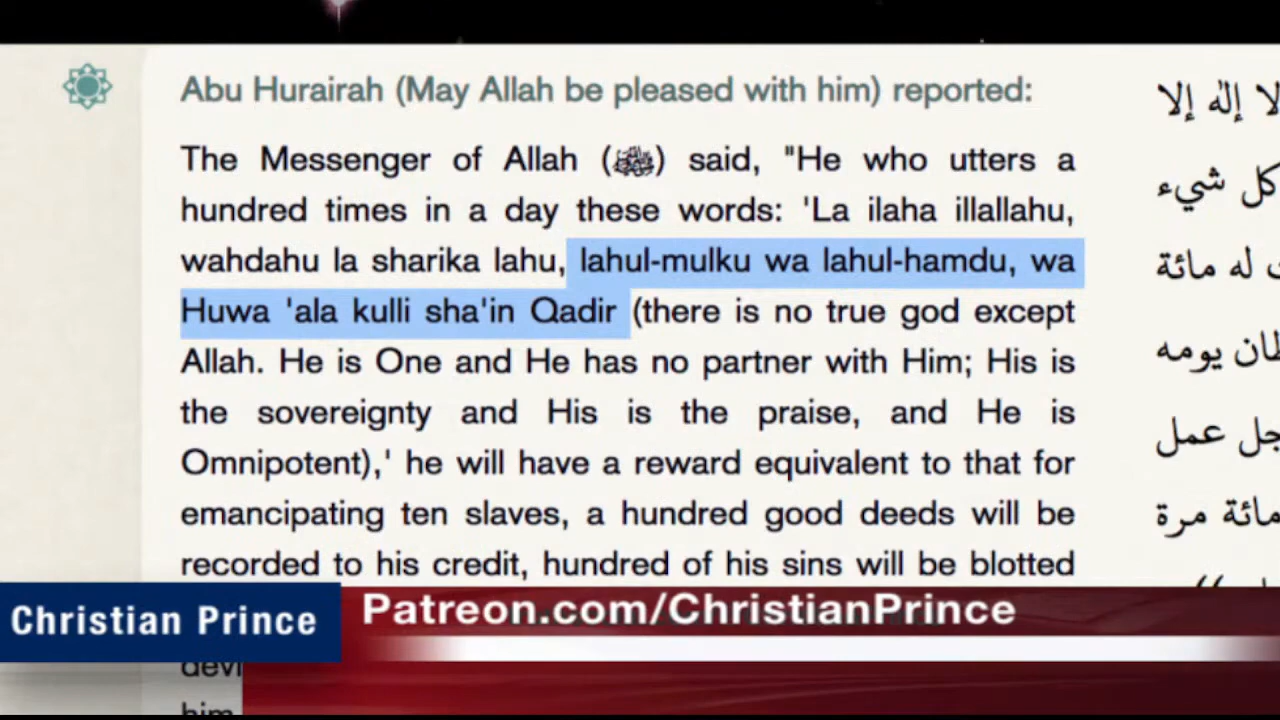 Abu Hurairah (May Allah be pleased with him) reported:
The Messenger of Allah (ﷺ) said, "He who utters a
hundred times in a day these words: 'La ilaha illallahu,
wahdahu la sharika lahu, lahul-mulku wa lahul-hamdu, wa
Huwa 'ala kulli sha'in Qadir (there is no true god except
Allah. He is One and He has no partner with Him; His is
the sovereignty and His is the praise, and He is
Omnipotent),' he will have a reward equivalent to that for
emancipating ten slaves, a hundred good deeds will be
recorded to his credit, hundred of his sins will be blotted
him
لا إله إلا
كل شيء
له مائة
يومه
عمل
مائة مرة
Christian Prince
Patreon.com/ChristianPrince